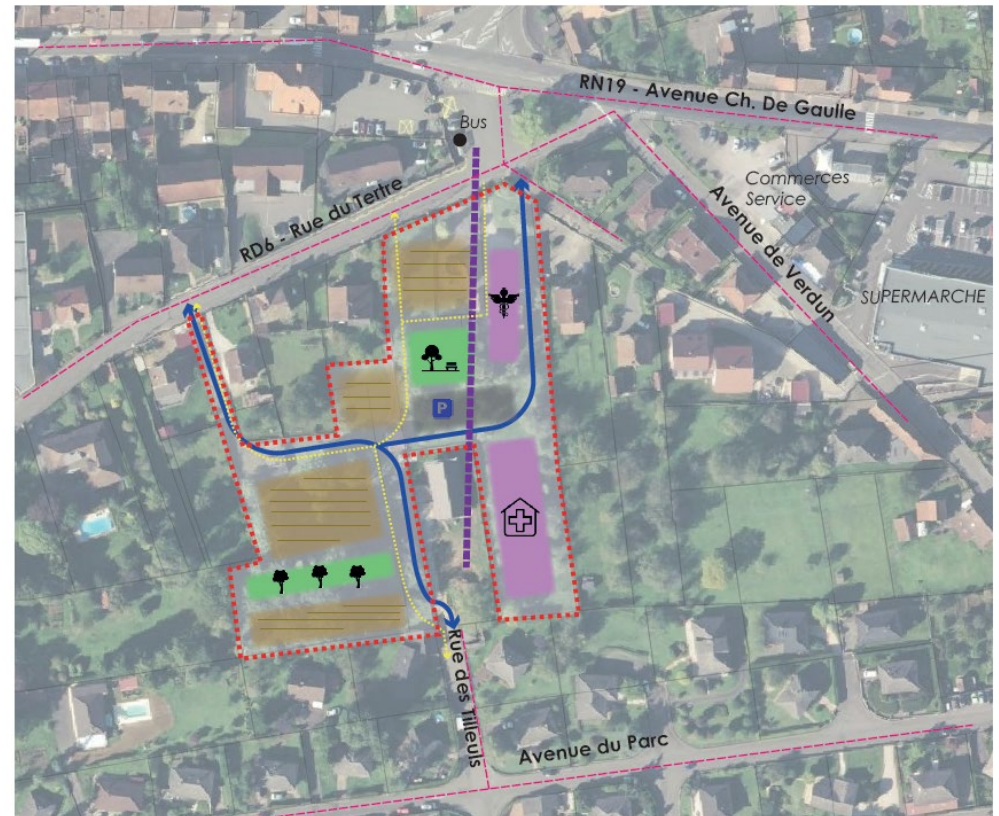 RN19 - Avenue Ch. De Gaulle
Bus
Commerces
Service
Avenue de Verdun
RD6 - Rue du Tertre
SUPERMARCHE
P
Rue des Tilleuls
Avenue du Parc